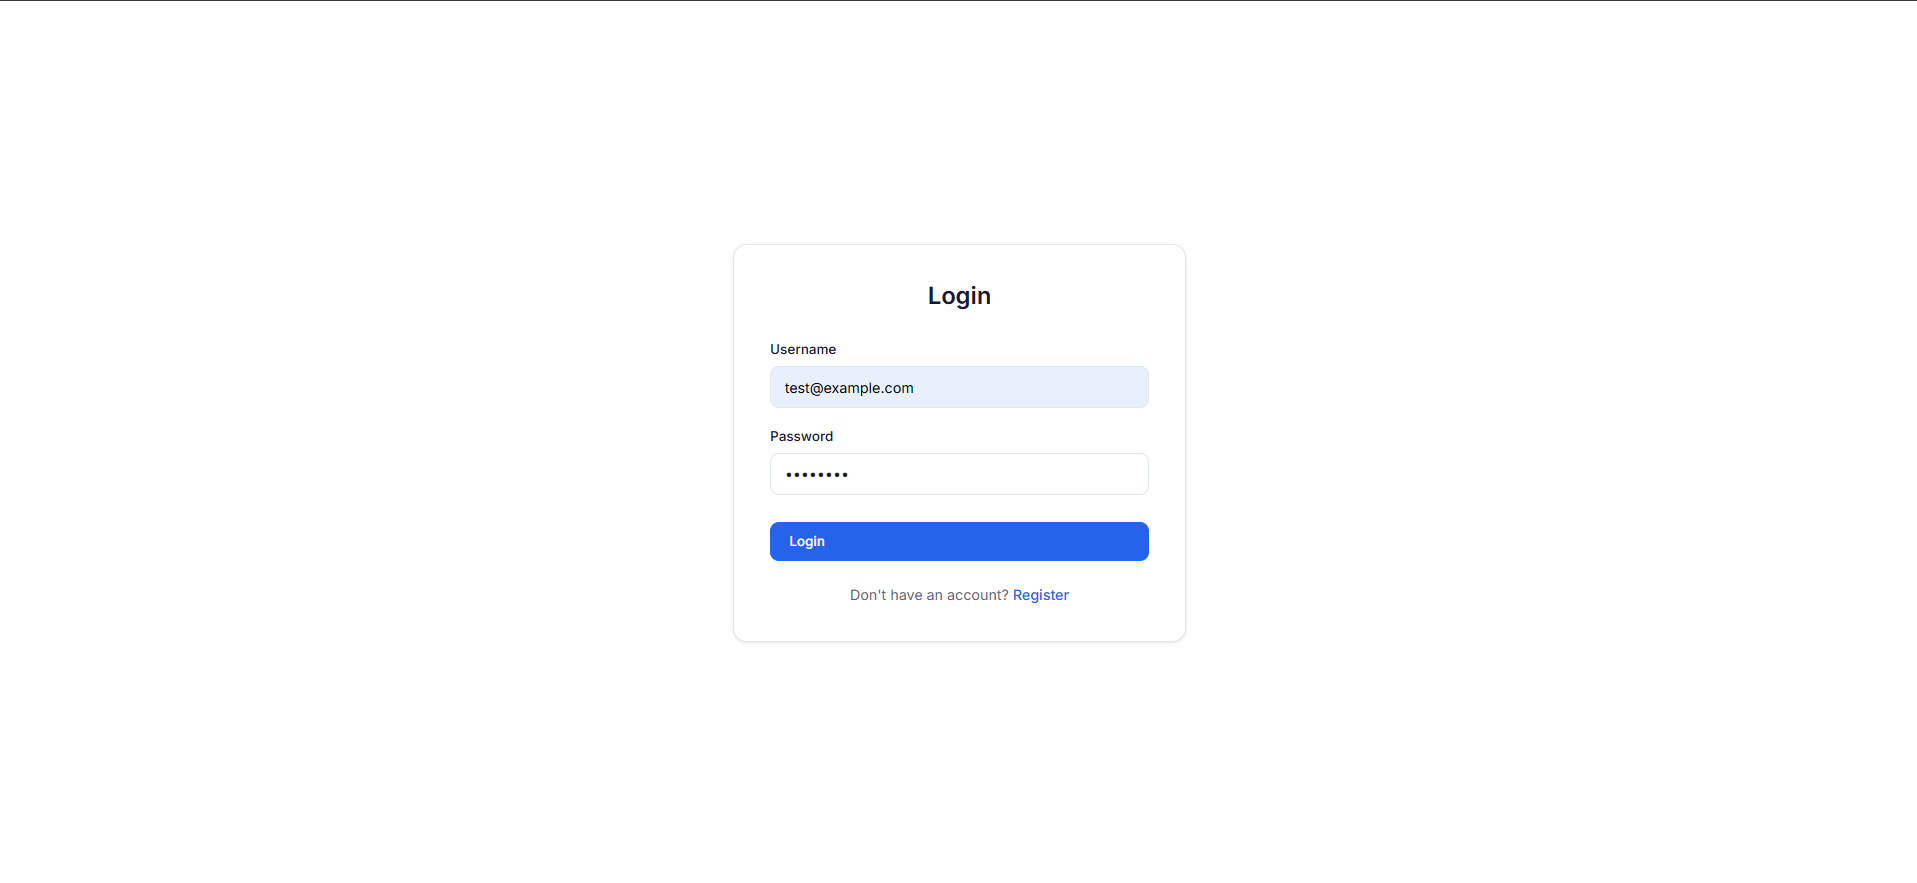 Login
Username
test@example.com
Password
••••••••
Login
Don't have an account? Register